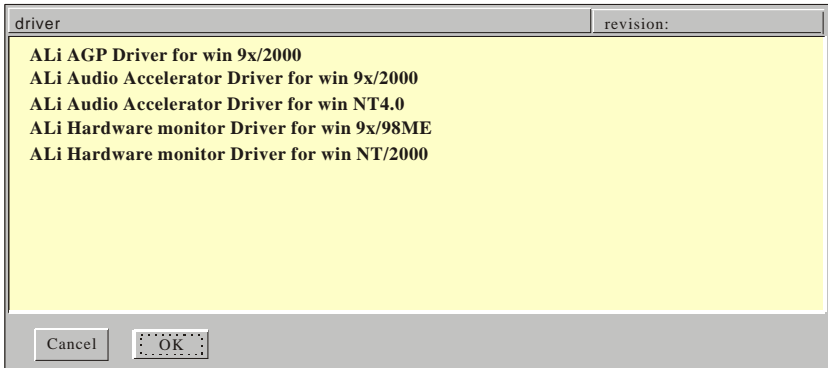 driver revision:
ALi AGP Driver for win 9x/2000
ALi Audio Accelerator Driver for win 9x/2000
ALi Audio Accelerator Driver for win NT4.0
ALi Hardware monitor Driver for win 9x/98ME
ALi Hardware monitor Driver for win NT/2000
Cancel OK